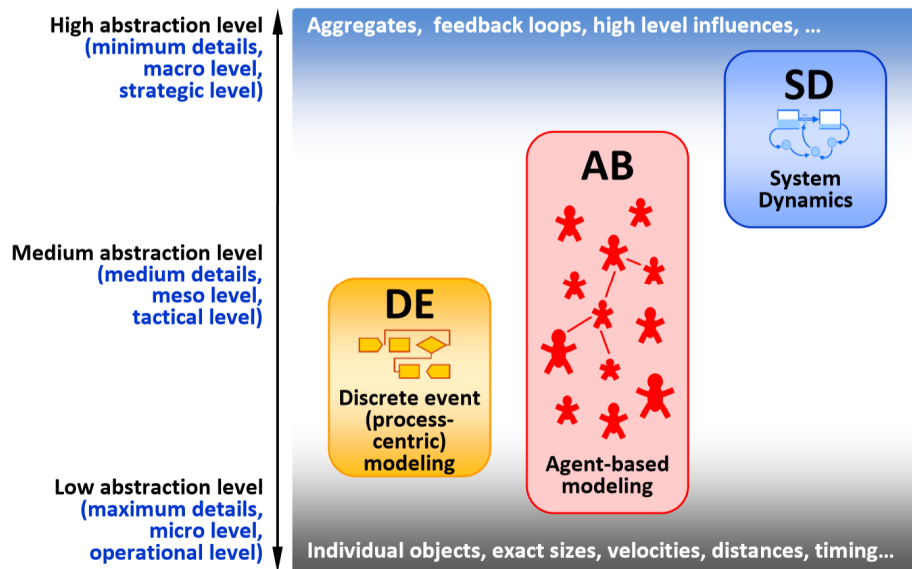 High abstraction level
(minimum details,
macro level,
strategic level)
Aggregates, feedback loops, high level influences, ...
SD
System
Dynamics
AB
Medium abstraction level
(medium details,
meso level,
tactical level)
DE
Discrete event
(process-
centric)
modeling
Agent-based
modeling
Low abstraction level
(maximum details,
micro level,
operational level)
Individual objects, exact sizes, velocities, distances, timing...